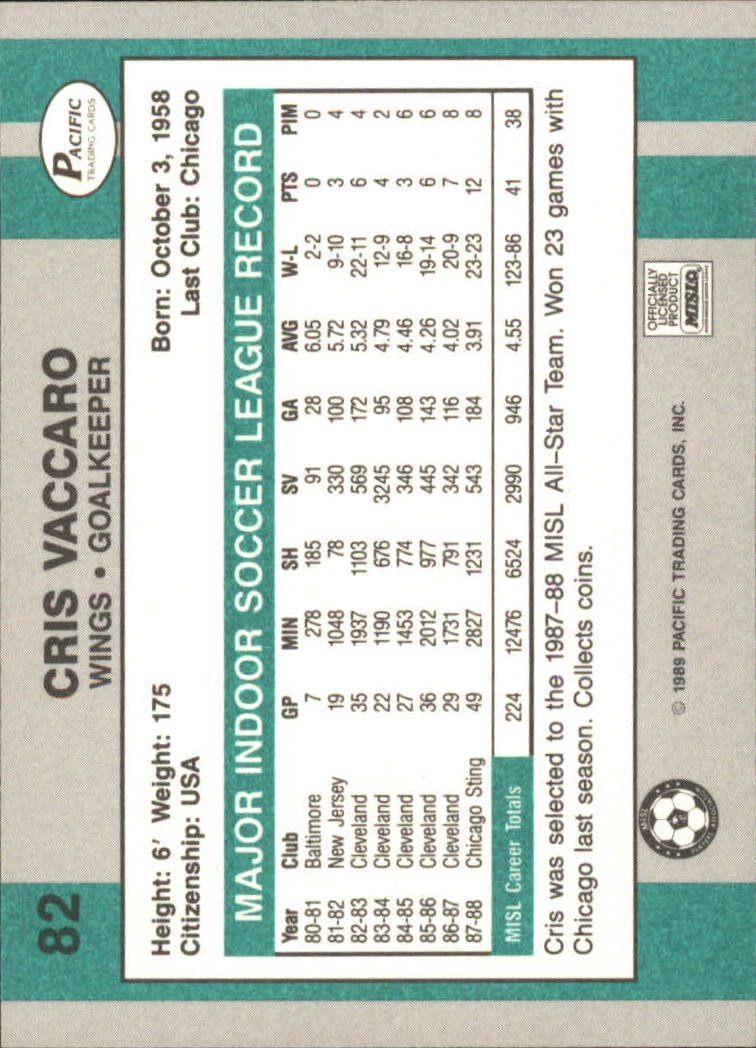 82
CRIS VACCARO
WINGS • GOALKEEPER
PACIFIC
TRADING CARDS
Height: 6' Weight: 175 Born: October 3, 1958
Citizenship: USA Last Club: Chicago
MAJOR INDOOR SOCCER LEAGUE RECORD
Year Club GP MIN SH SV GA AVG W-L PTS PIM
80-81 Baltimore 7 278 185 91 28 6.05 2-2 0 0
81-82 New Jersey 19 1048 78 330 100 5.72 9-10 3 4
82-83 Cleveland 35 1937 1103 569 172 5.32 22-11 6 4
83-84 Cleveland 22 1190 676 3245 95 4.79 12-9 4 2
84-85 Cleveland 27 1453 774 346 108 4.46 16-8 3 6
85-86 Cleveland 36 2012 977 445 143 4.26 19-14 6 6
86-87 Cleveland 29 1731 791 342 116 4.02 20-9 7 8
87-88 Chicago Sting 49 2827 1231 543 184 3.91 23-23 12 8
MISL Career Totals 224 12476 6524 2990 946 4.55 123-86 41 38
Cris was selected to the 1987-88 MISL All-Star Team. Won 23 games with
Chicago last season. Collects coins.
MISL
© 1989 PACIFIC TRADING CARDS, INC.
OFFICIALLY
LICENSED
PRODUCT